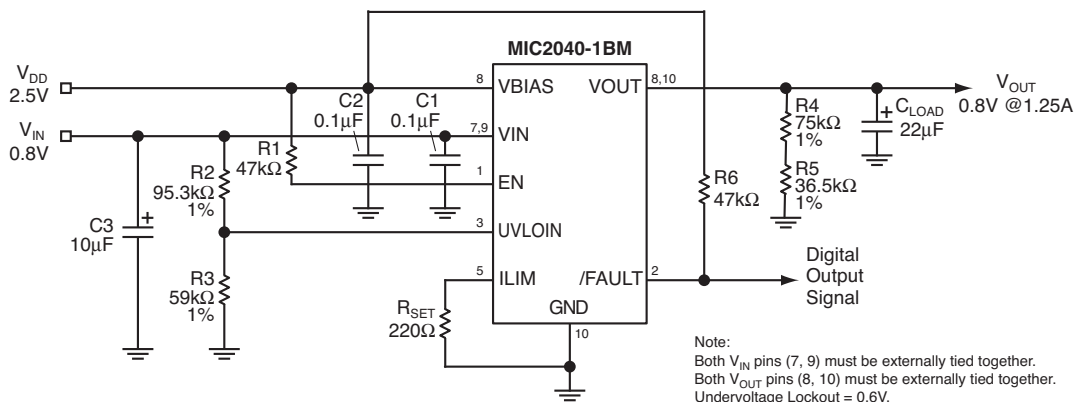 MIC2040-1BM
VDD
2.5V
VIN
0.8V
C2
0.1µF
C1
0.1µF
R1
47kΩ
R2
95.3kΩ
1%
C3
+
10µF
R3
59kΩ
1%
8
VBIAS
7,9
VIN
1
EN
3
UVLOIN
5
ILIM
RSET
220Ω
VOUT
8,10
/FAULT
2
GND
10
R6
47kΩ
R4
75kΩ
1%
R5
36.5kΩ
1%
+
CLOAD
22µF
VOUT
0.8V @1.25A
Digital
Output
Signal
Note:
Both VIN pins (7, 9) must be externally tied together.
Both VOUT pins (8, 10) must be externally tied together.
Undervoltage Lockout = 0.6V.